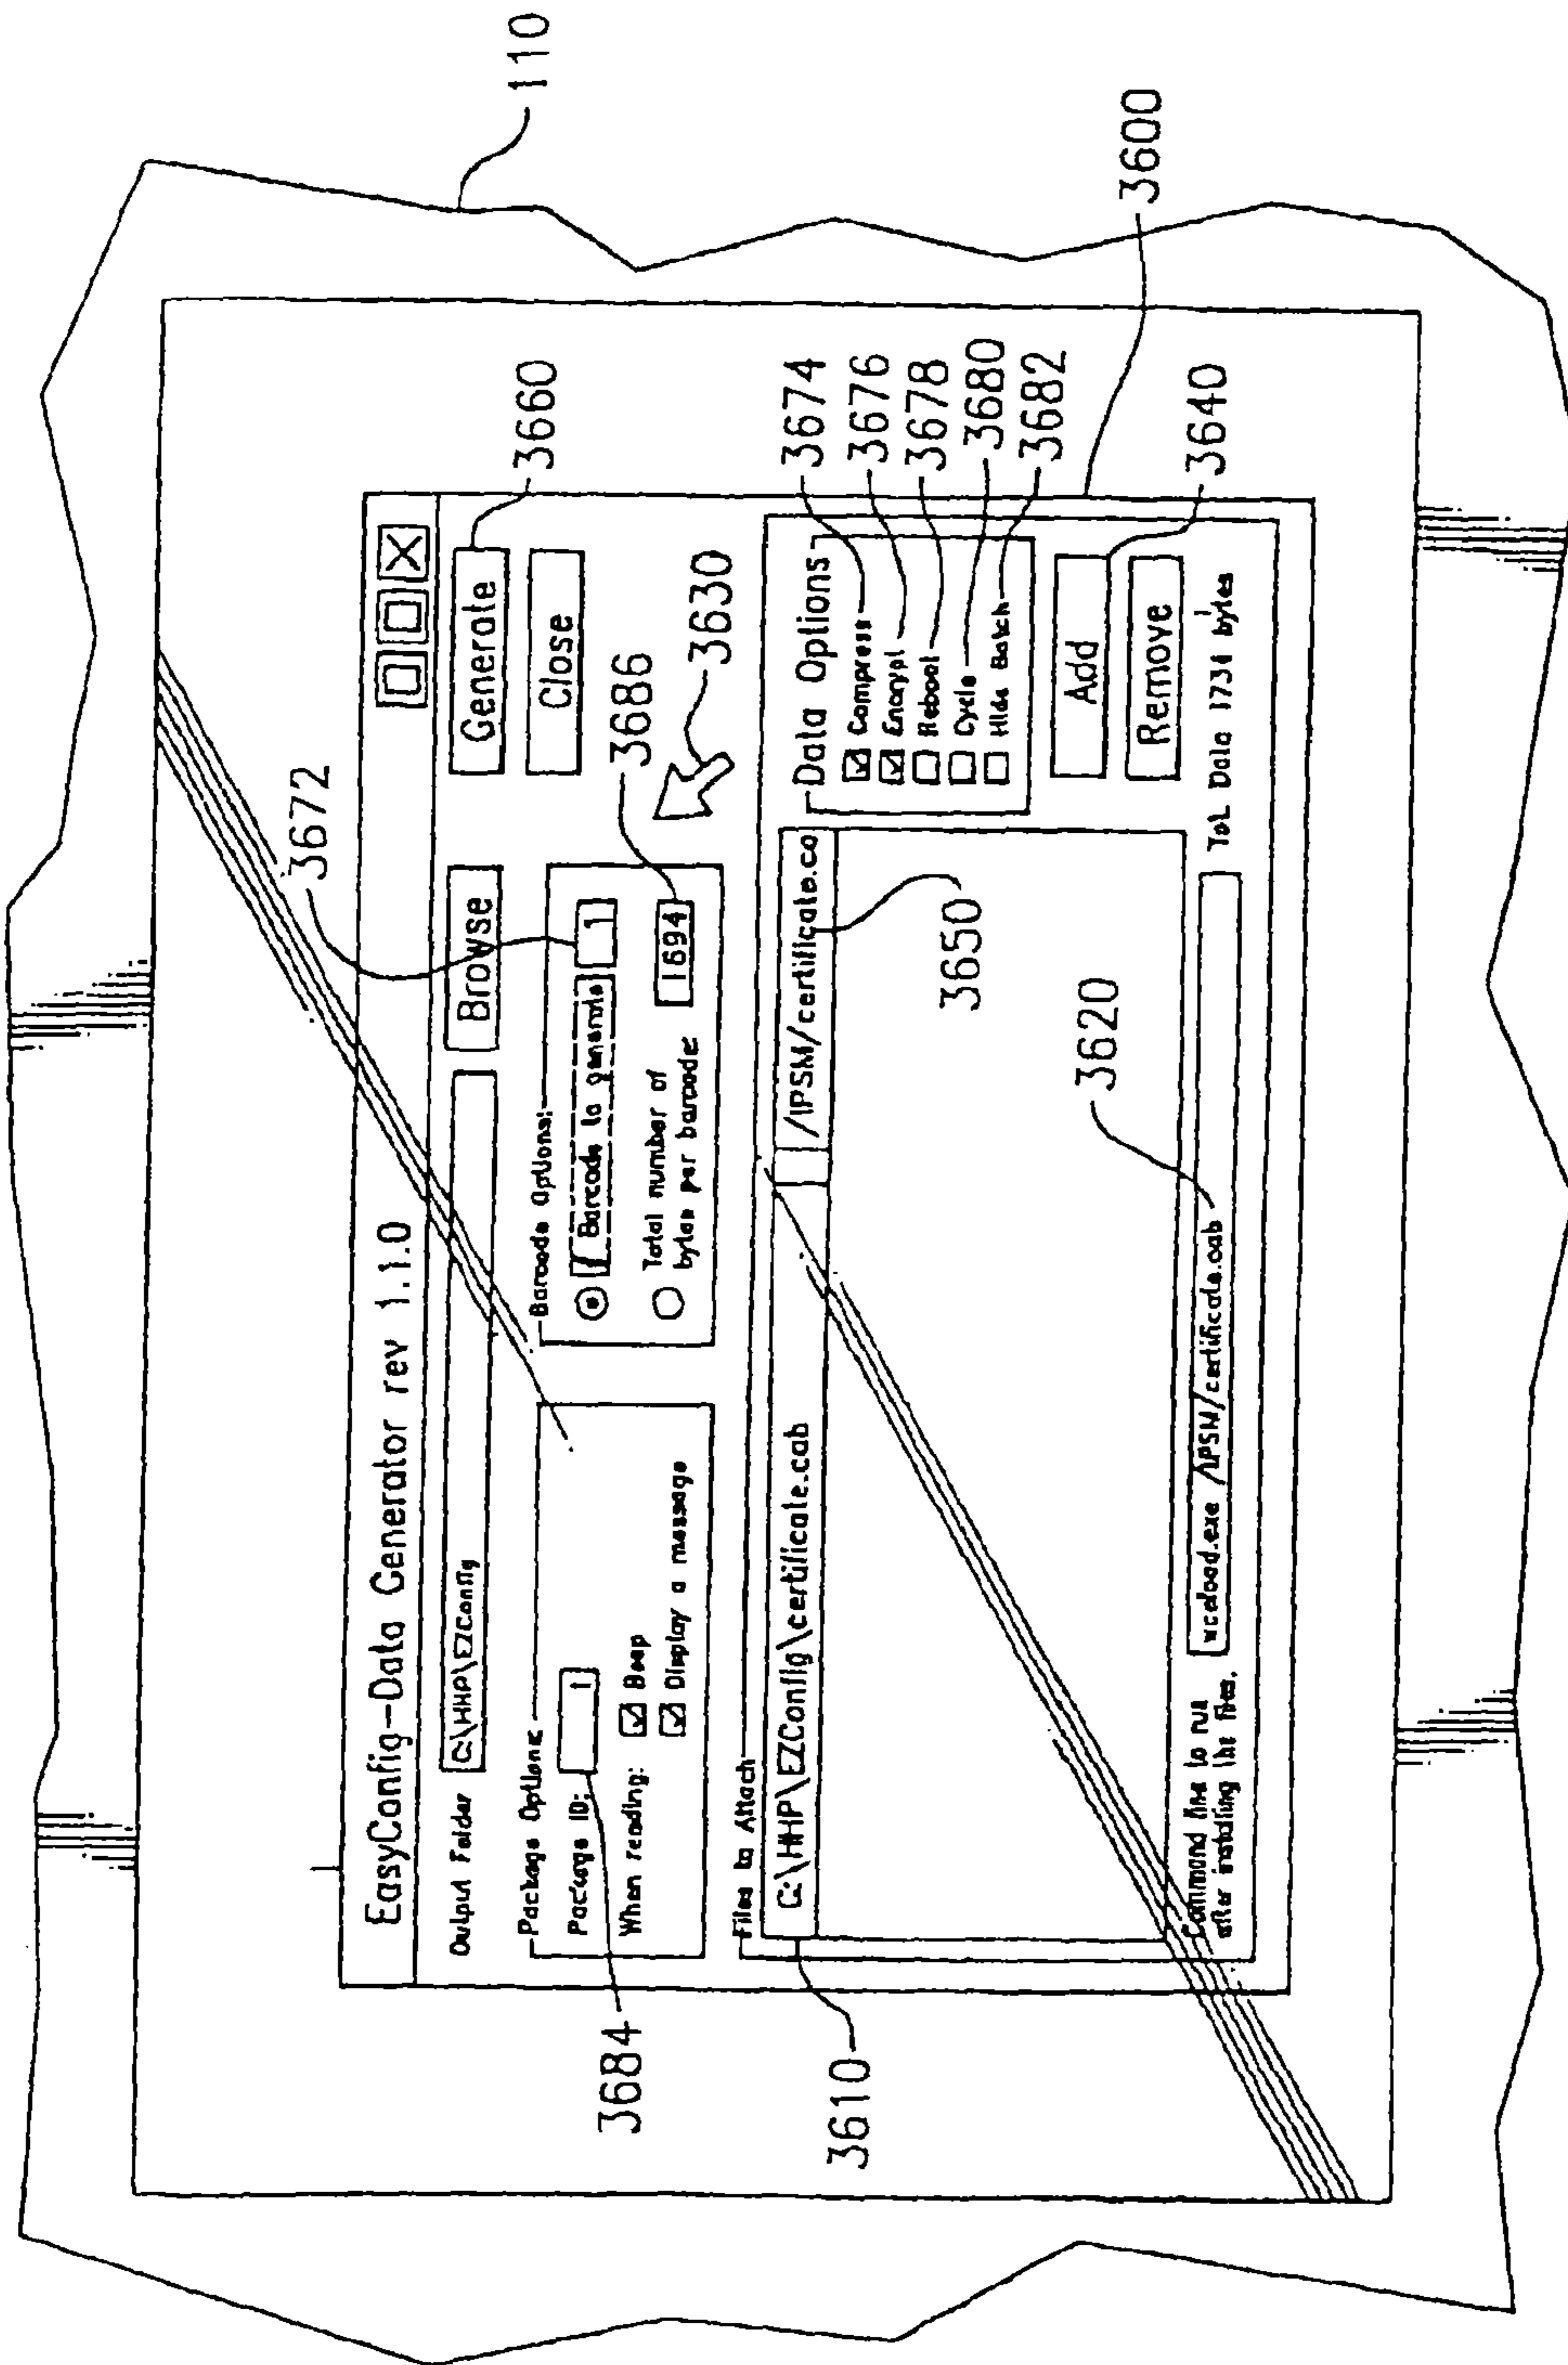 110
EasyConfig-Data Generator rev 1.1.0
Output Folder C:\HHP\EZConfig Browse Generate
3660
Close
3672
Package Options:
Package ID: 1
3684
When reading: Beep
Display a message
Barcode Options:
# Barcode to generate 1
Total number of
bytes per barcode: 1694
3686
3630
Files to Attach
C:\HHP\EZConfig\certificate.cab /IPSM/certificate.ca
3610
3650
Data Options
Compress 3674
Encrypt 3676
Reboot 3678
Cycle 3680
Hide Batch 3682
Add 3640
Remove
3600
3620
Command line to run
after installing the files. wceload.exe /IPSM/certificate.cab
Tot. Data 1734 bytes